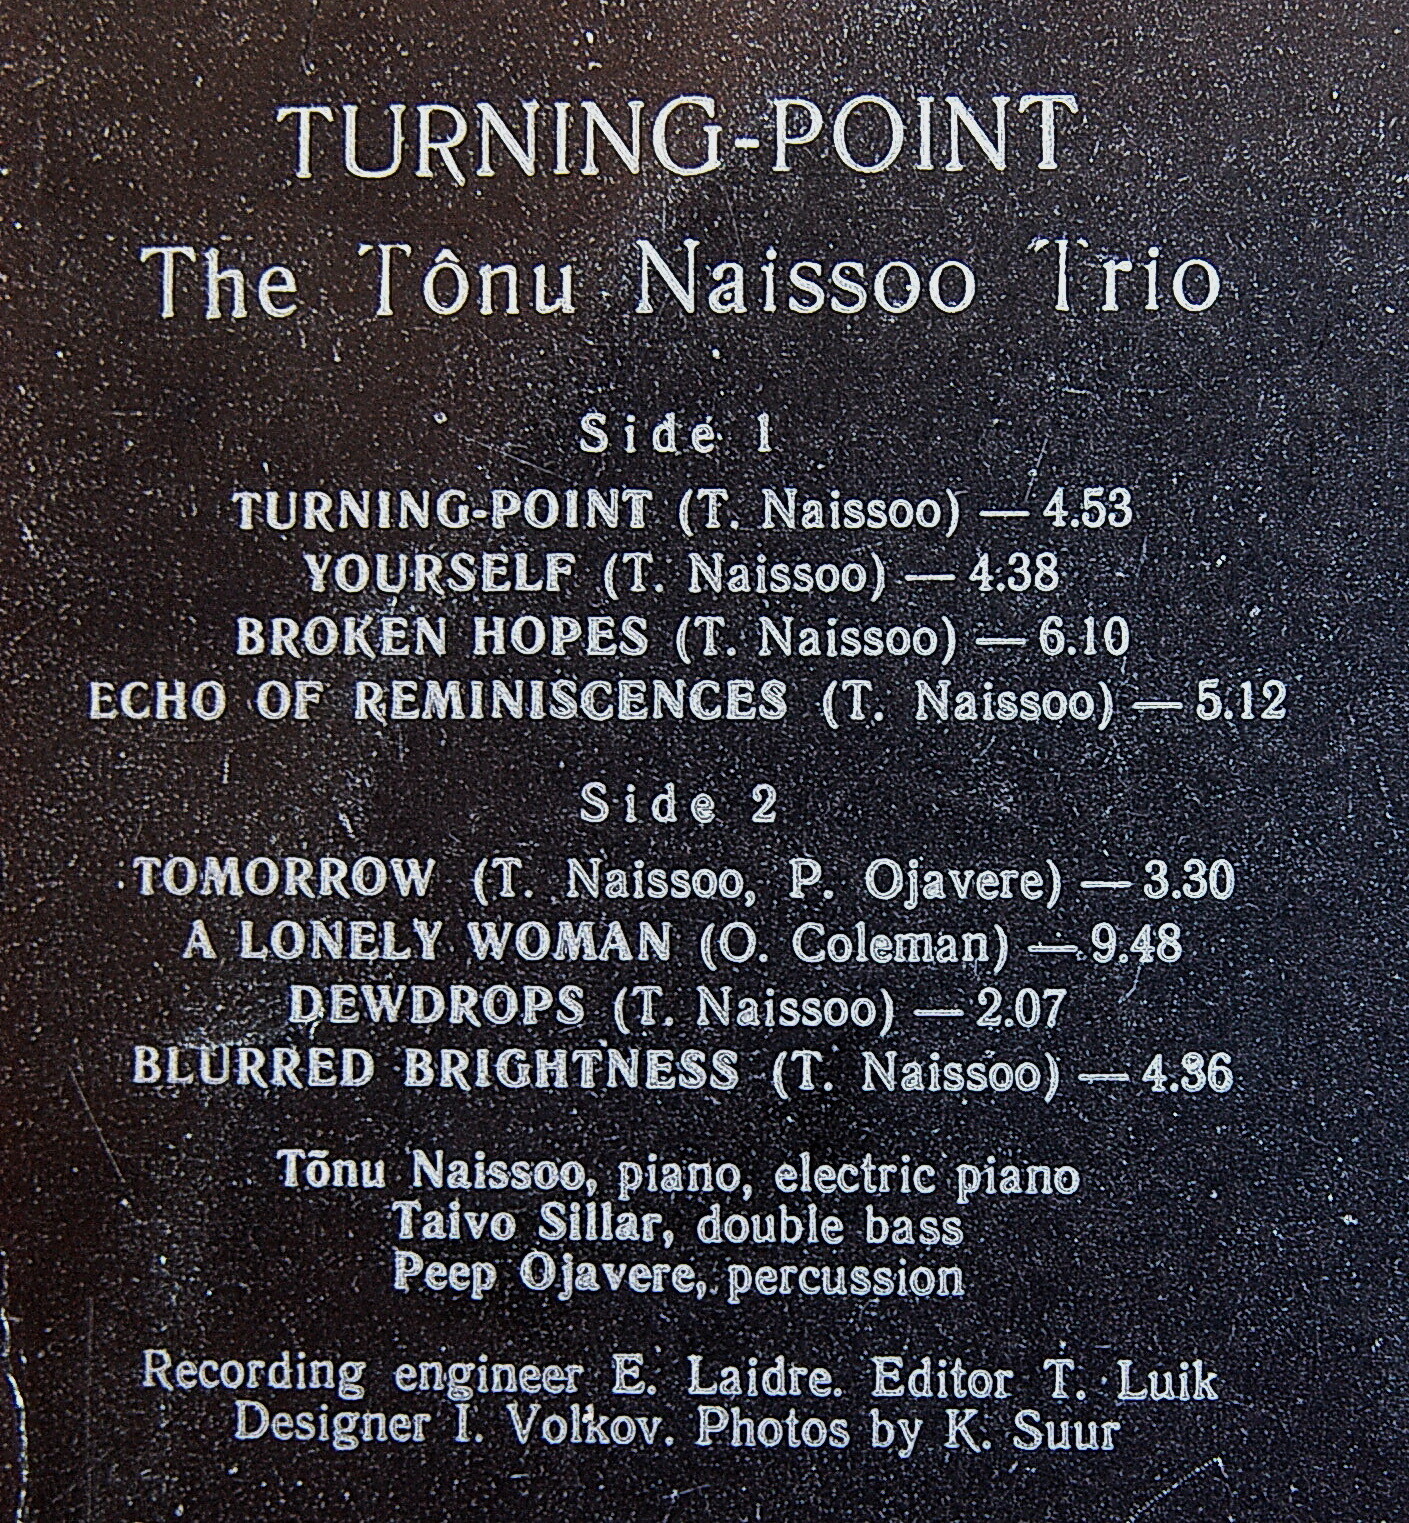 TURNING-POINT
The Tônu Naissoo Trio
Side 1
TURNING-POINT (T. Naissoo) — 4.53
YOURSELF (T. Naissoo) — 4.38
BROKEN HOPES (T. Naissoo) — 6.10
ECHO OF REMINISCENCES (T. Naissoo) — 5.12
Side 2
TOMORROW (T. Naissoo, P. Ojavere) — 3.30
A LONELY WOMAN (O. Coleman) — 9.48
DEWDROPS (T. Naissoo) — 2.07
BLURRED BRIGHTNESS (T. Naissoo) — 4.36
Tõnu Naissoo, piano, electric piano
Taivo Sillar, double bass
Peep Ojavere, percussion
Recording engineer E. Laidre. Editor T. Luik
Designer I. Volkov. Photos by K. Suur